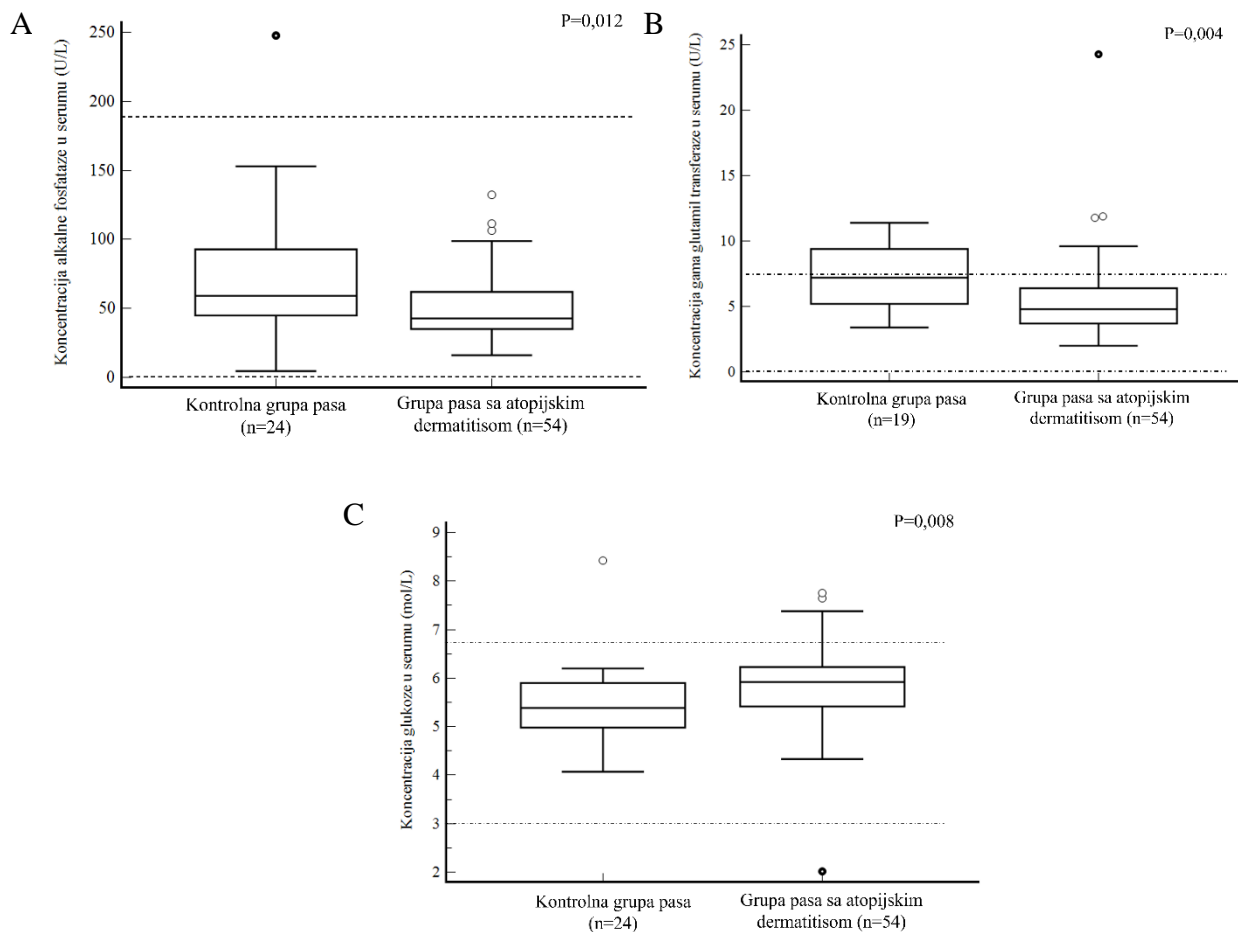 A
P=0,012
Koncentracija alkalne fosfataze u serumu (U/L)
250
200
150
100
50
0
Kontrolna grupa pasa
(n=24)
Grupa pasa sa atopijskim
dermatitisom (n=54)
B
P=0,004
Koncentracija gama glutamil transferaze u serumu (U/L)
25
20
15
10
5
0
Kontrolna grupa pasa
(n=19)
Grupa pasa sa atopijskim
dermatitisom (n=54)
C
P=0,008
Koncentracija glukoze u serumu (mol/L)
9
8
7
6
5
4
3
2
Kontrolna grupa pasa
(n=24)
Grupa pasa sa atopijskim
dermatitisom (n=54)